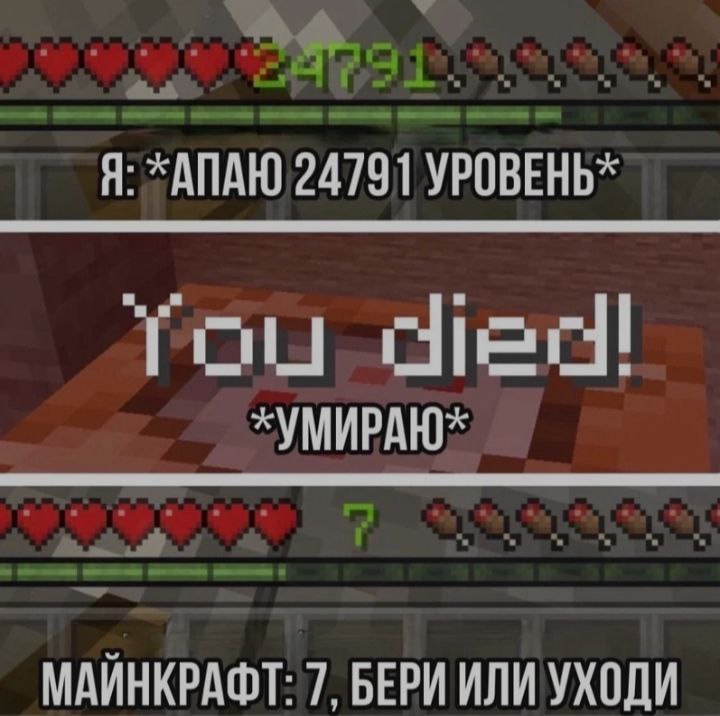 24791
Я: *АПАЮ 24791 УРОВЕНЬ*
You died!
*УМИРАЮ*
7
МАЙНКРАФТ: 7, БЕРИ ИЛИ УХОДИ